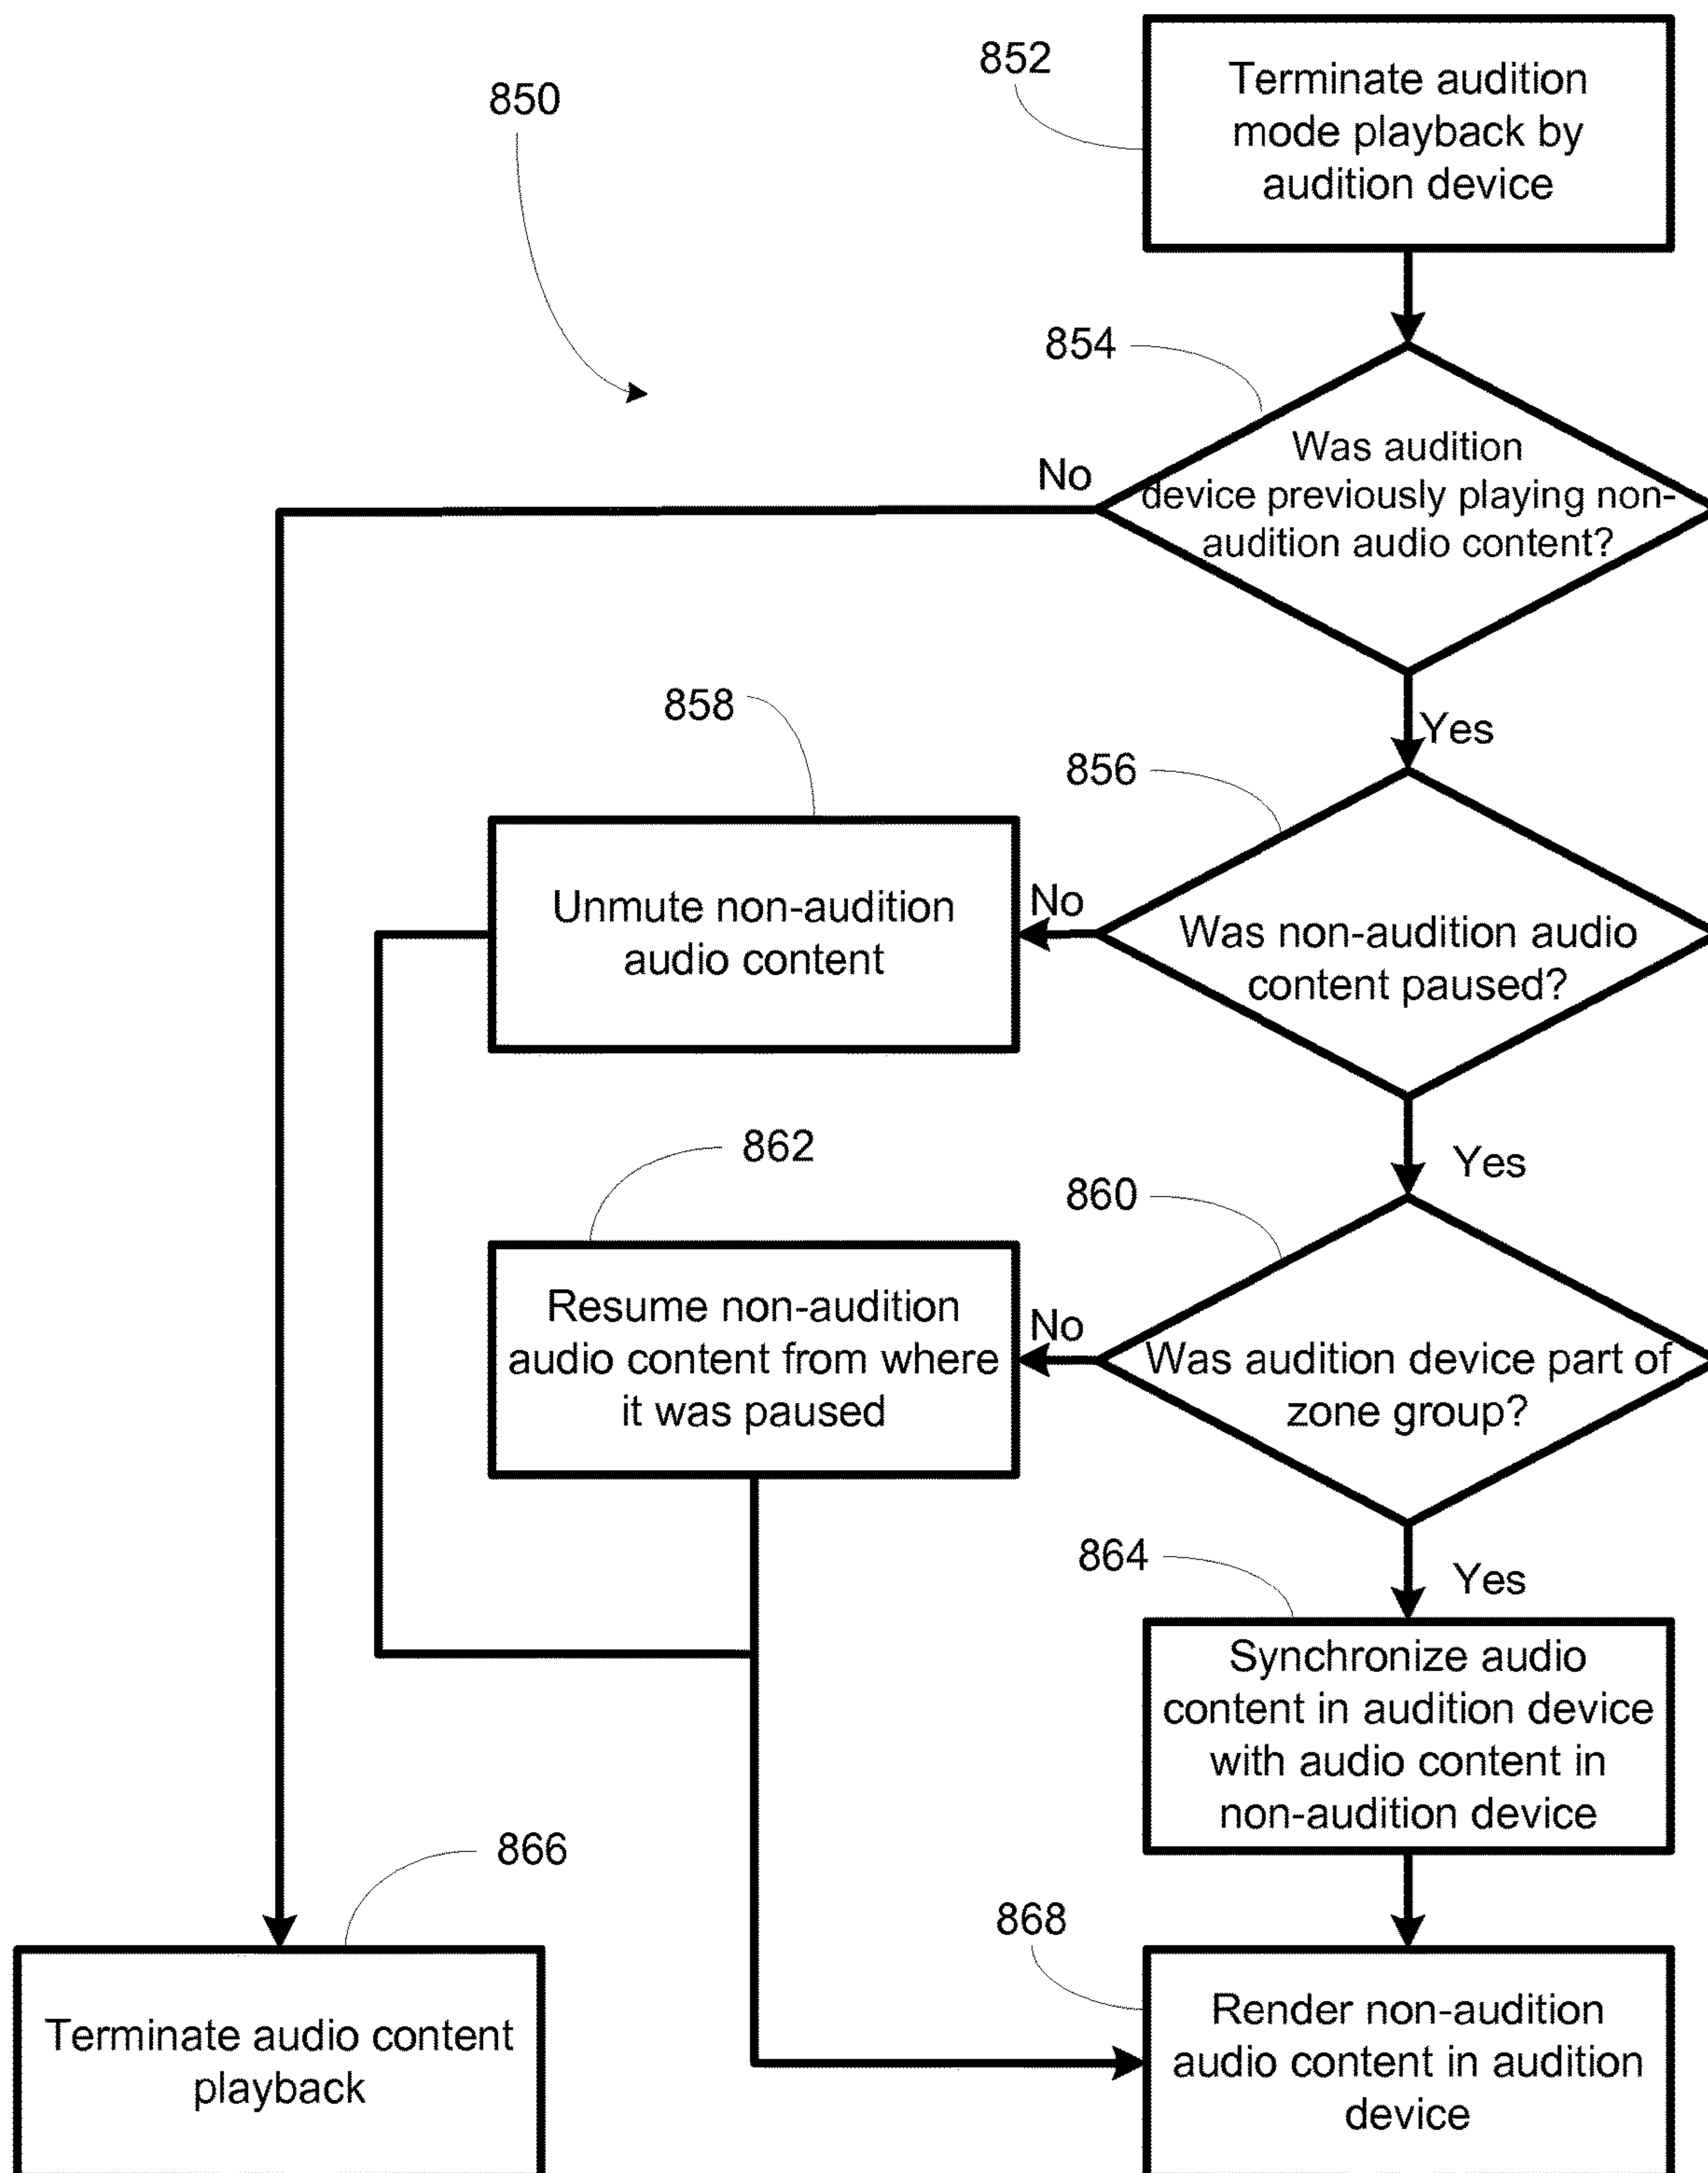 852
Terminate audition
mode playback by
audition device
850
854
Was audition
device previously playing non-
audition audio content?
No
Yes
858
856
Unmute non-audition
audio content
No
Was non-audition audio
content paused?
Yes
862
860
Resume non-audition
audio content from where
it was paused
No
Was audition device part of
zone group?
Yes
864
Synchronize audio
content in audition device
with audio content in
non-audition device
866
868
Terminate audio content
playback
Render non-audition
audio content in audition
device